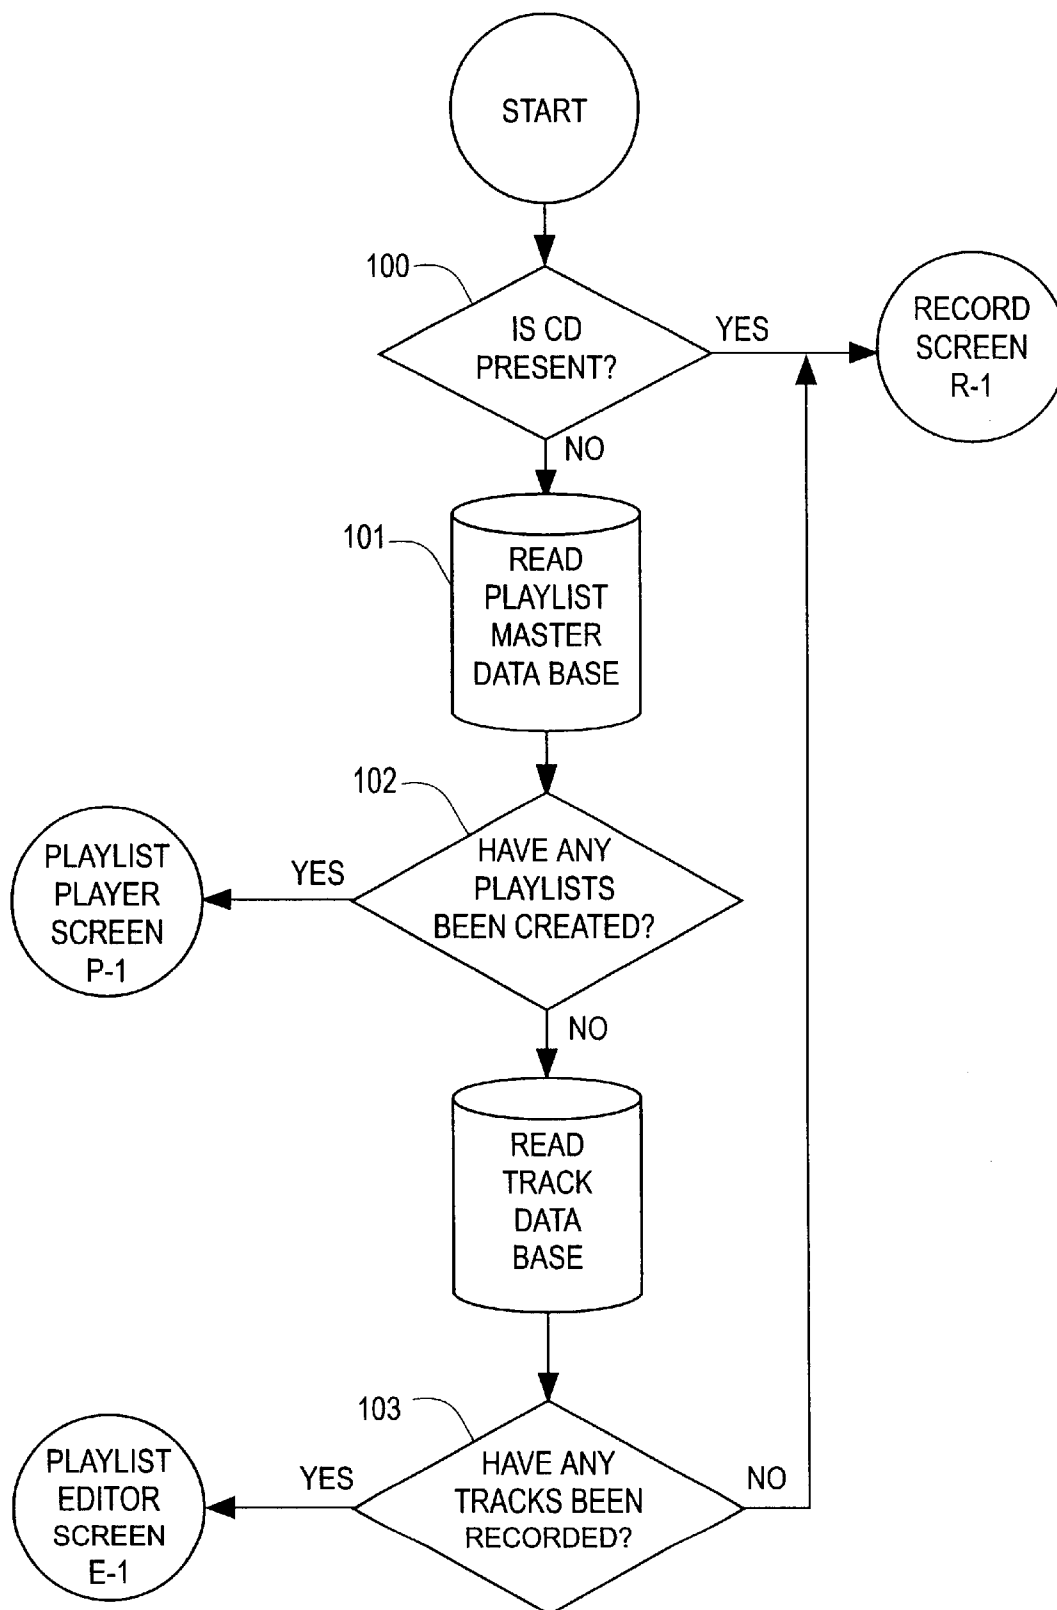 START
100
IS CD
PRESENT?
YES
RECORD
SCREEN
R-1
NO
101
READ
PLAYLIST
MASTER
DATA BASE
102
HAVE ANY
PLAYLISTS
BEEN CREATED?
YES
PLAYLIST
PLAYER
SCREEN
P-1
NO
READ
TRACK
DATA
BASE
103
HAVE ANY
TRACKS BEEN
RECORDED?
YES
NO
PLAYLIST
EDITOR
SCREEN
E-1